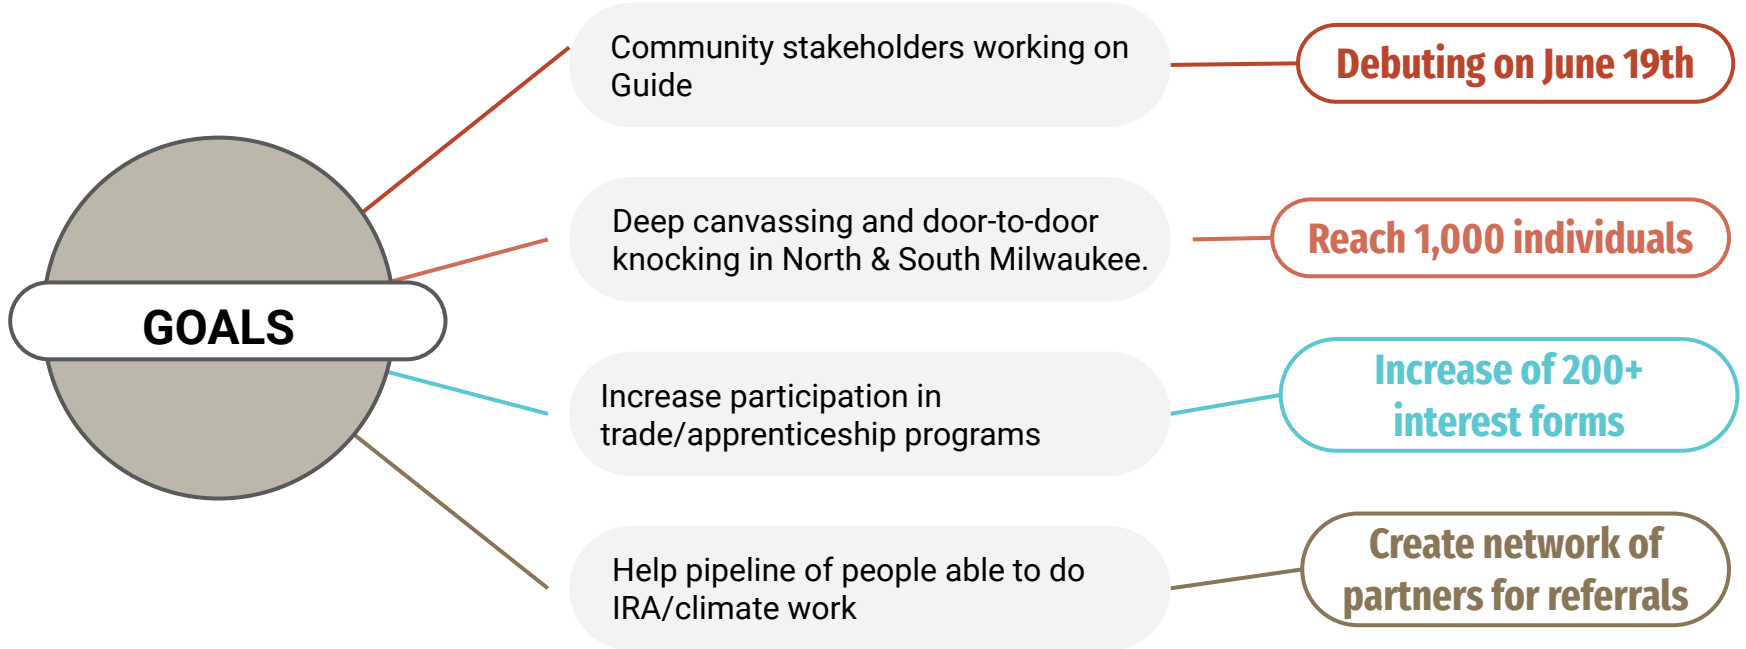 GOALS
Community stakeholders working on
Guide
Debuting on June 19th
Deep canvassing and door-to-door
knocking in North & South Milwaukee.
Reach 1,000 individuals
Increase participation in
trade/apprenticeship programs
Increase of 200+
interest forms
Help pipeline of people able to do
IRA/climate work
Create network of
partners for referrals